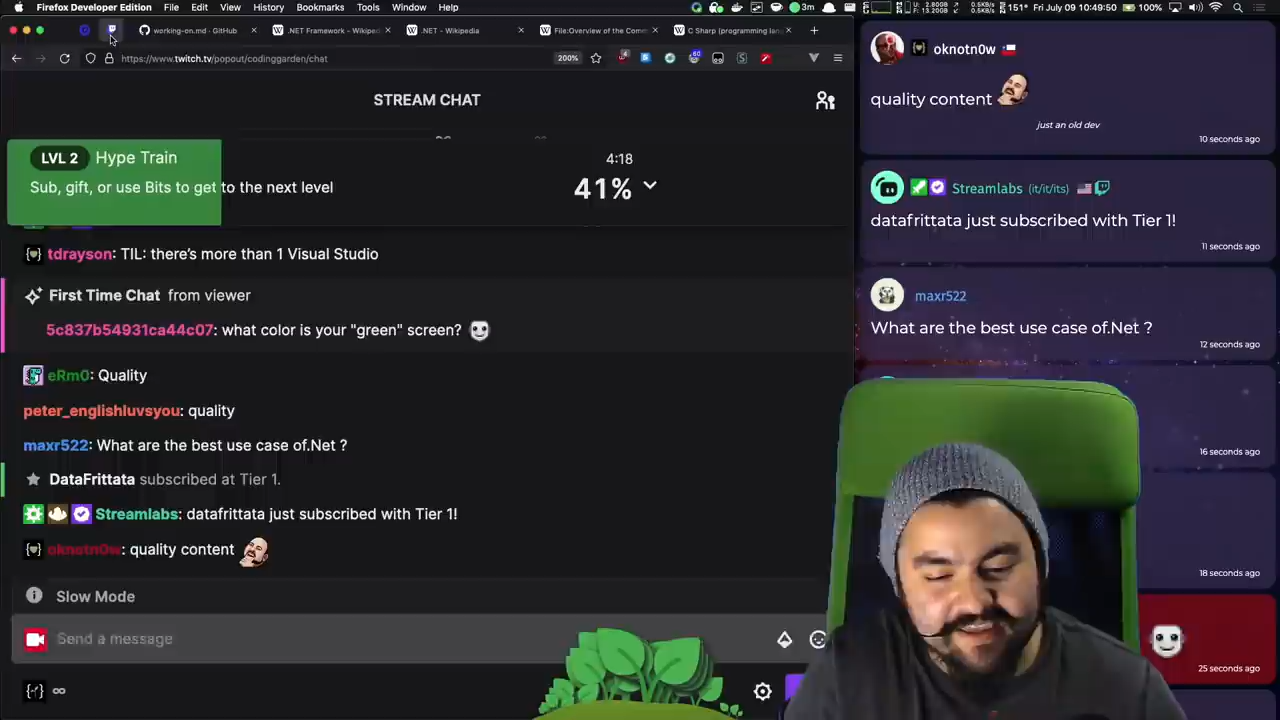 Firefox Developer Edition File Edit View History Bookmarks Tools Window Help
3m
151° Fri July 09 10:49:50 100%
working-on.md · GitHub
.NET Framework - Wikiped
.NET - Wikipedia
File:Overview of the Comm
C Sharp (programming lan
https://www.twitch.tv/popout/codinggarden/chat
200%
STREAM CHAT
LVL 2 Hype Train
4:18
Sub, gift, or use Bits to get to the next level
41%
tdrayson: TIL: there's more than 1 Visual Studio
First Time Chat from viewer
5c837b54931ca44c07: what color is your "green" screen?
eRm0: Quality
peter_englishluvsyou: quality
maxr522: What are the best use case of.Net ?
DataFrittata subscribed at Tier 1.
Streamlabs: datafrittata just subscribed with Tier 1!
oknotn0w: quality content
Slow Mode
Send a message
oknotn0w
quality content
just an old dev
10 seconds ago
Streamlabs (it/it/its)
datafrittata just subscribed with Tier 1!
11 seconds ago
maxr522
What are the best use case of.Net ?
12 seconds ago
16 seconds ago
18 seconds ago
25 seconds ago